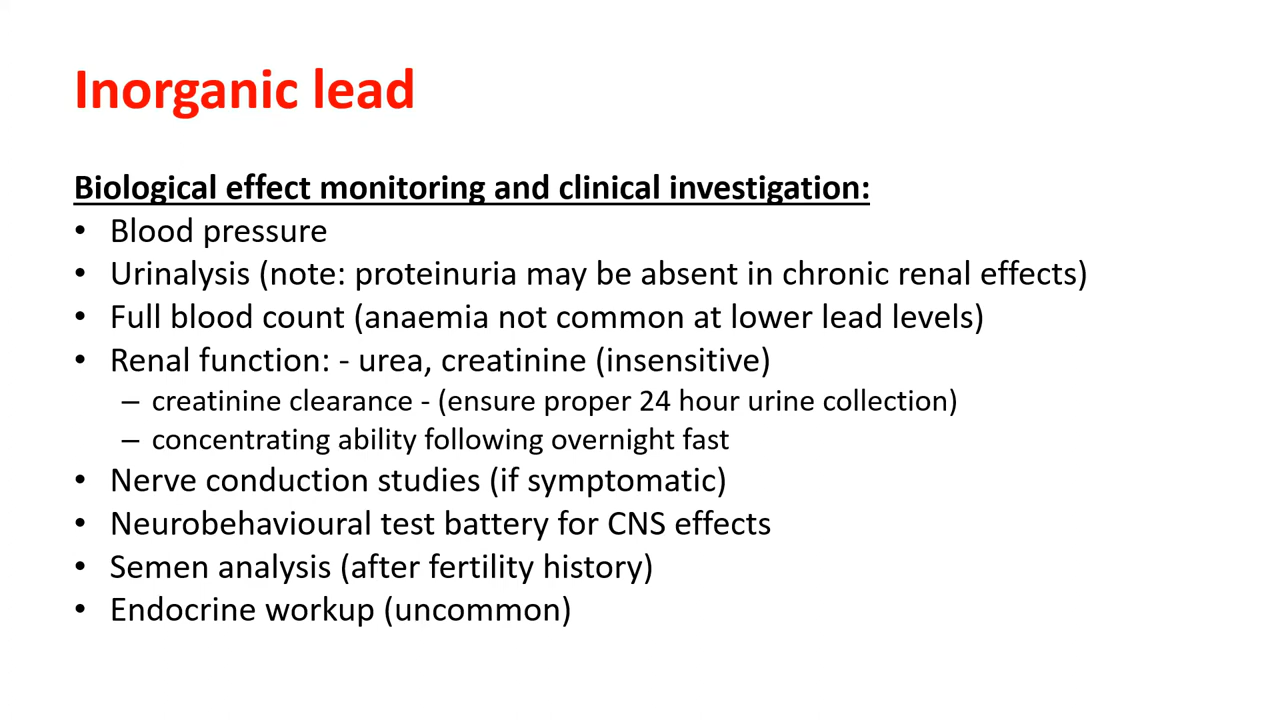 Inorganic lead
Biological effect monitoring and clinical investigation:
• Blood pressure
• Urinalysis (note: proteinuria may be absent in chronic renal effects)
• Full blood count (anaemia not common at lower lead levels)
• Renal function: - urea, creatinine (insensitive)
– creatinine clearance - (ensure proper 24 hour urine collection)
– concentrating ability following overnight fast
• Nerve conduction studies (if symptomatic)
• Neurobehavioural test battery for CNS effects
• Semen analysis (after fertility history)
• Endocrine workup (uncommon)